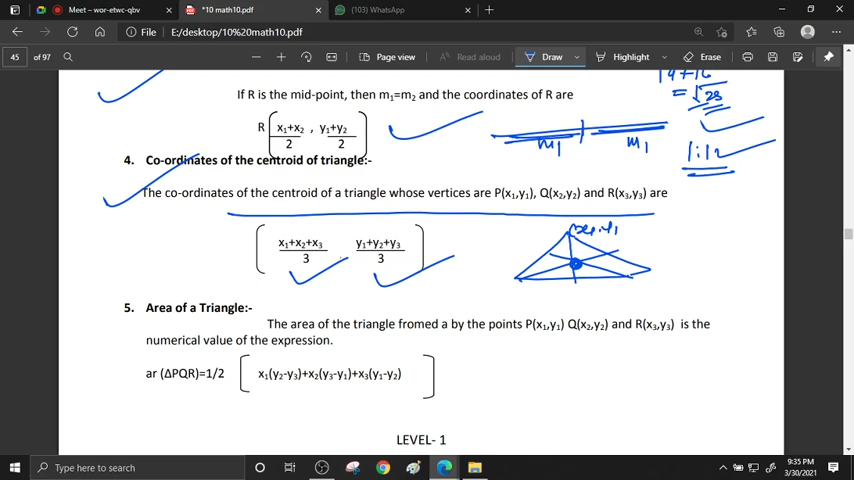 Meet – wor-etwc-qbv
*10 math10.pdf
(103) WhatsApp
File
E:/desktop/10%20math10.pdf
45 of 97
Page view
Read aloud
Draw
Highlight
Erase
= √25
If R is the mid-point, then m₁=m₂ and the coordinates of R are
R
x₁+x₂ , y₁+y₂
2 2
m₁ m₁
4. Co-ordinates of the centroid of triangle:-
The co-ordinates of the centroid of a triangle whose vertices are P(x₁,y₁), Q(x₂,y₂) and R(x₃,y₃) are
x₁+x₂+x₃ y₁+y₂+y₃
3 3
5. Area of a Triangle:-
The area of the triangle fromed a by the points P(x₁,y₁) Q(x₂,y₂) and R(x₃,y₃) is the
numerical value of the expression.
ar (ΔPQR)=1/2 x₁(y₂-y₃)+x₂(y₃-y₁)+x₃(y₁-y₂)
LEVEL- 1
Type here to search
9:35 PM
3/30/2021